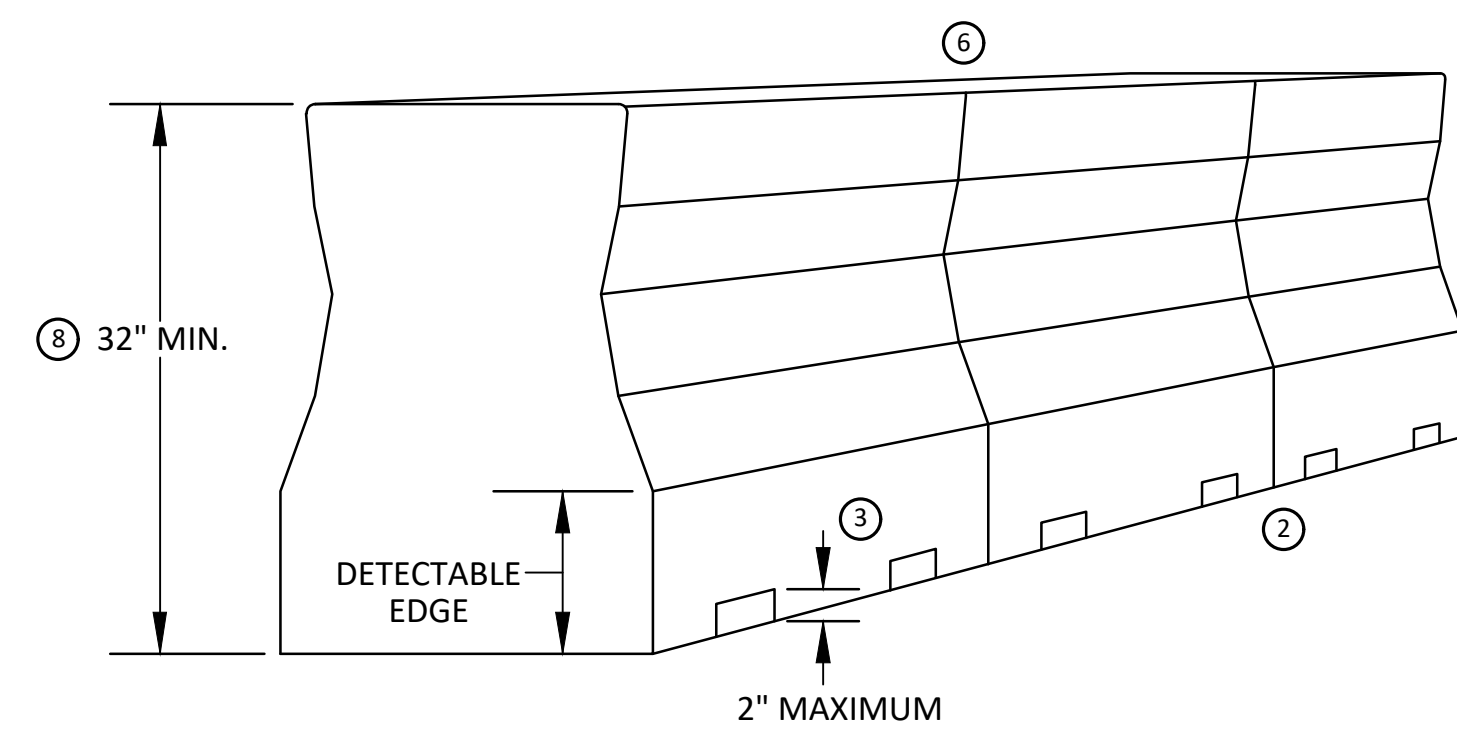 6
8 32" MIN.
3
2
DETECTABLE
EDGE
2" MAXIMUM